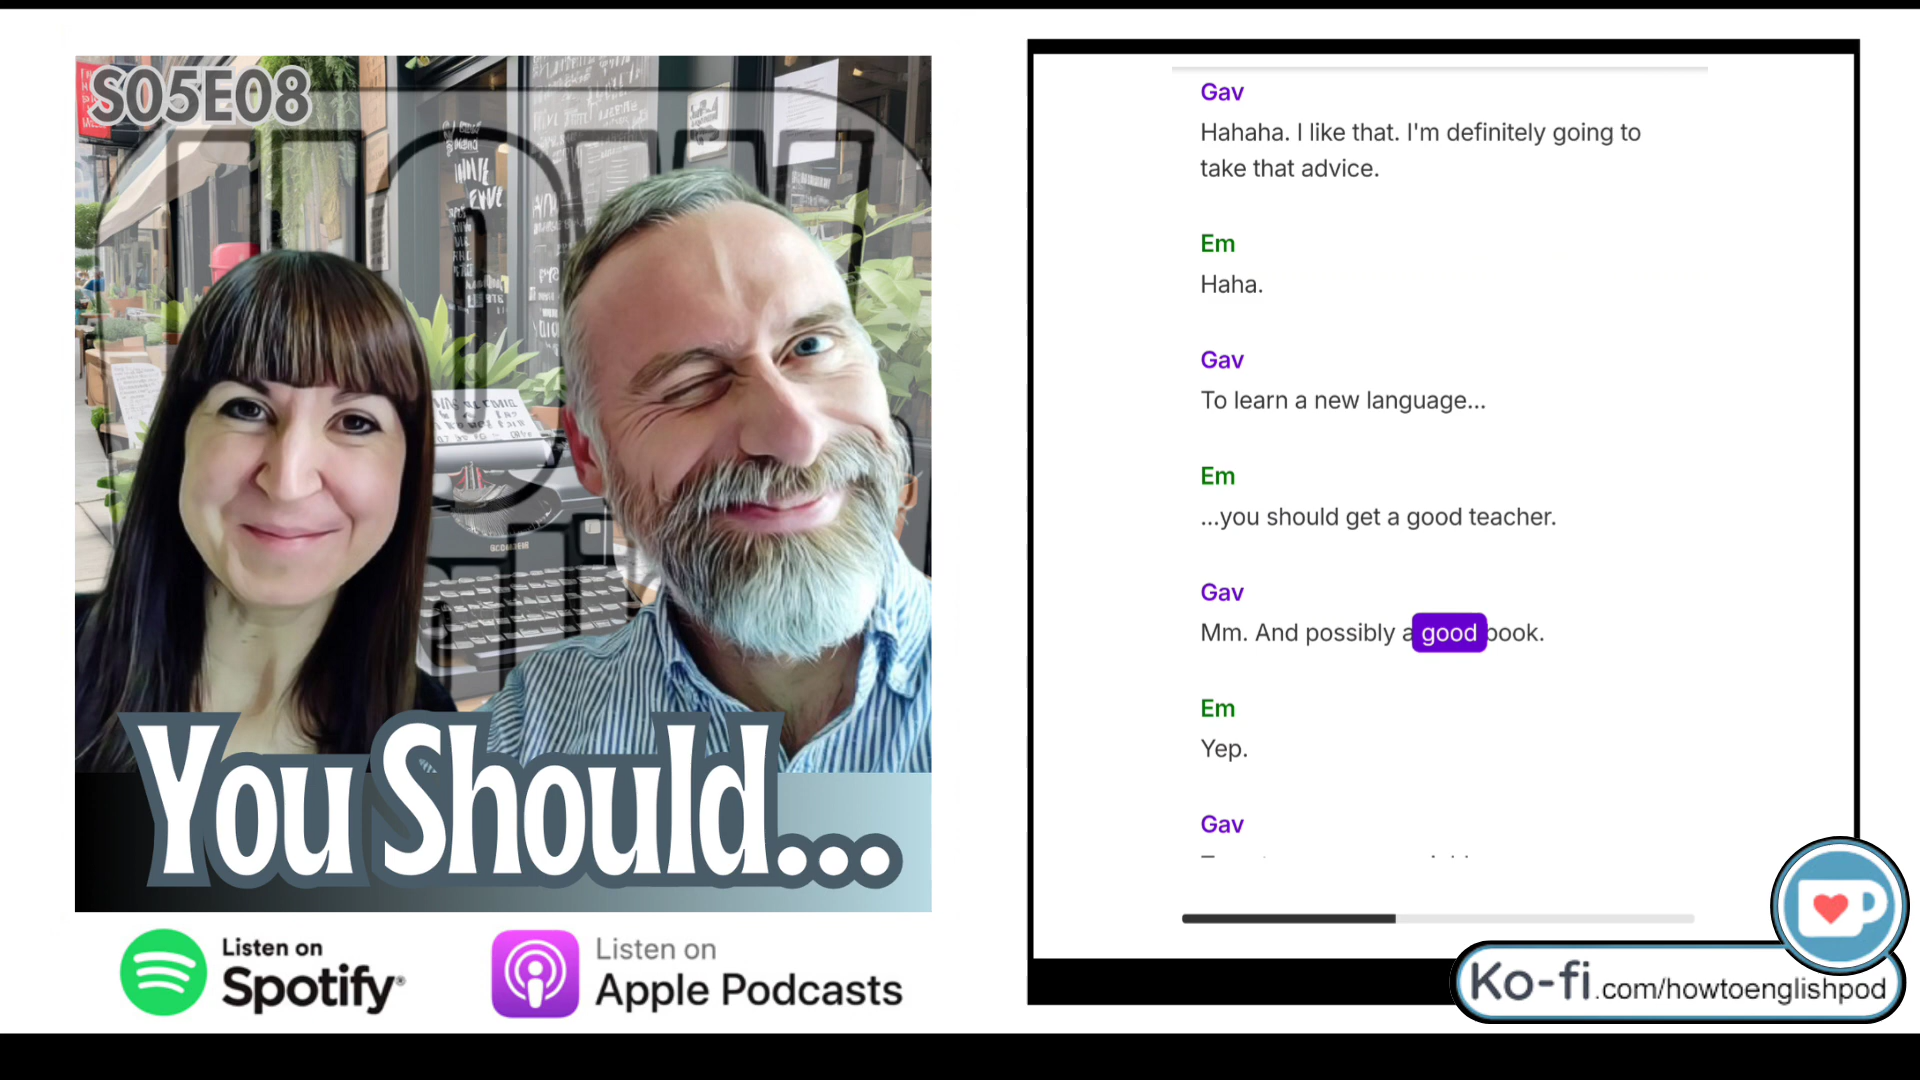 S05E08
You Should...
Listen on
Spotify®
Listen on
Apple Podcasts
Gav
Hahaha. I like that. I'm definitely going to
take that advice.
Em
Haha.
Gav
To learn a new language...
Em
...you should get a good teacher.
Gav
Mm. And possibly a good book.
Em
Yep.
Gav
Ko-fi.com/howtoenglishpod